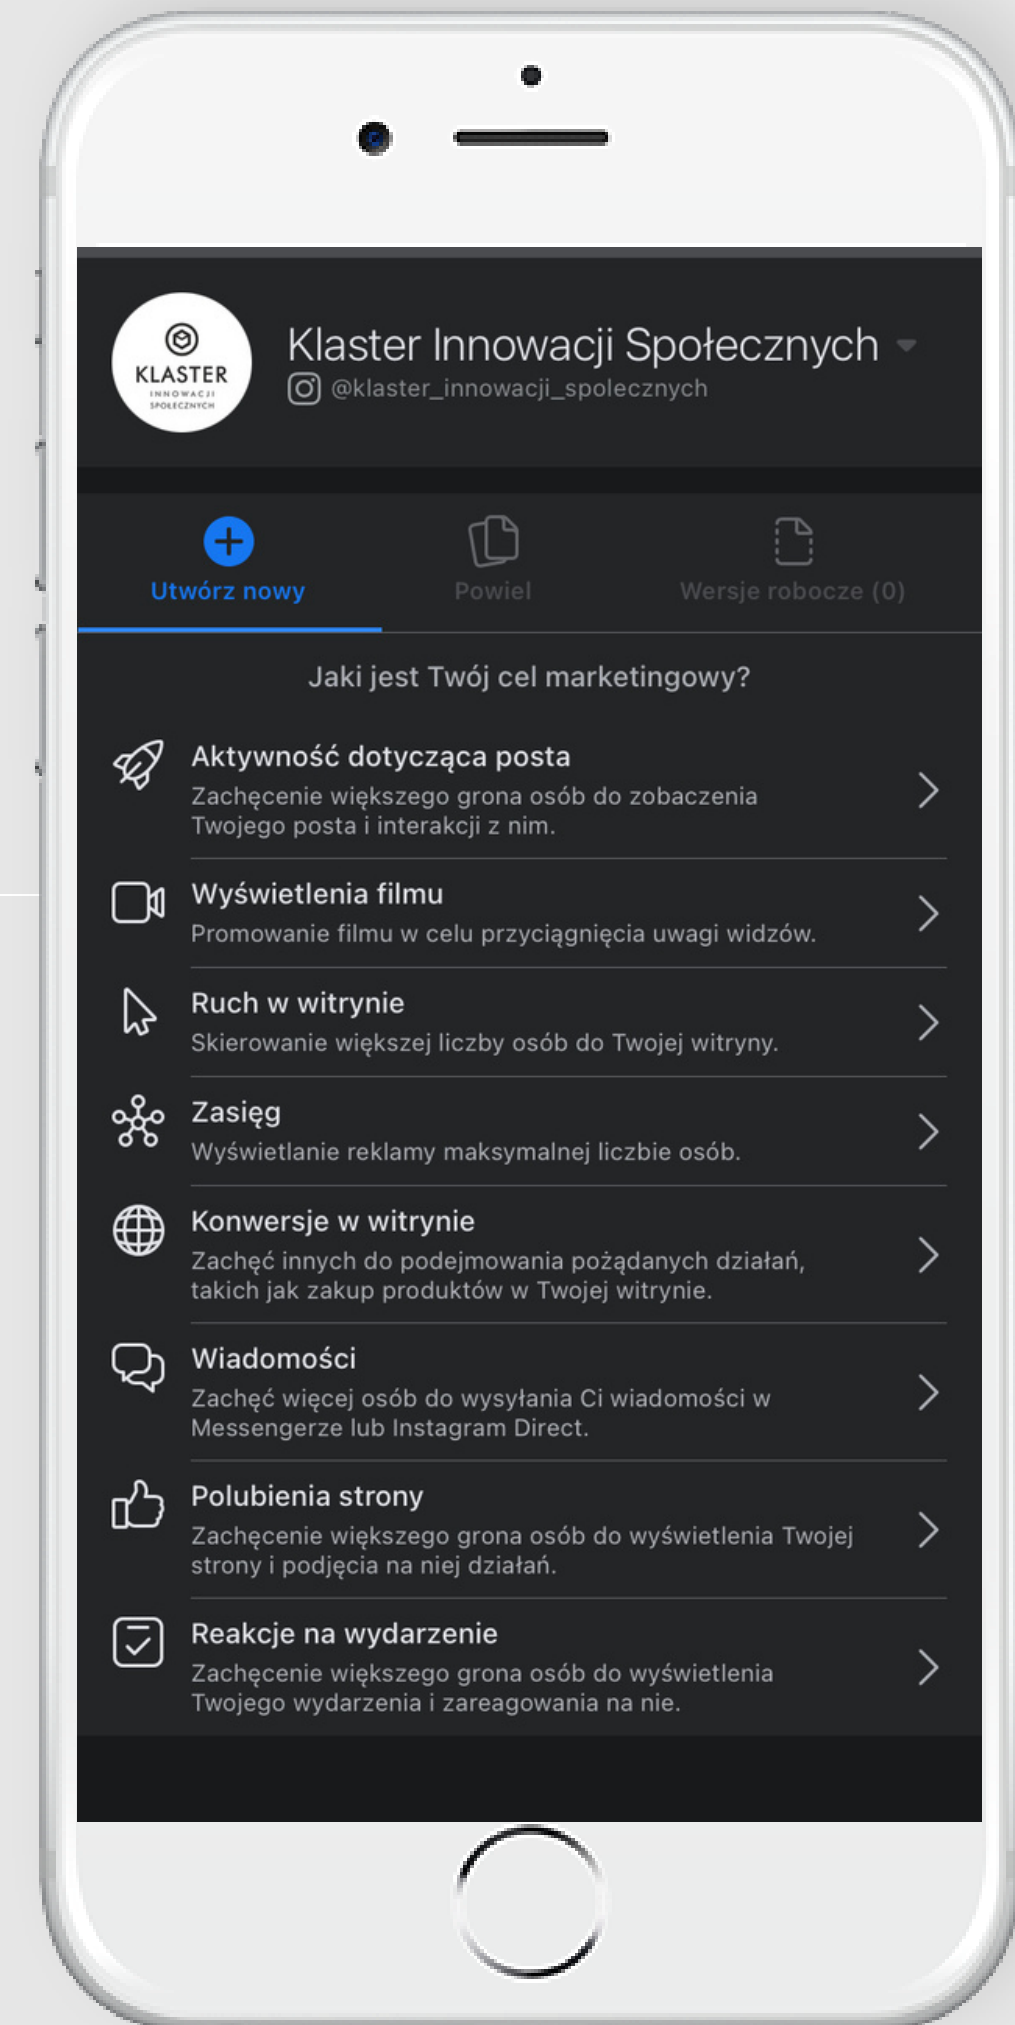 KLASTER
INNOWACJI
SPOŁECZNYCH
Klaster Innowacji Społecznych
@klaster_innowacji_spolecznych
Utwórz nowy
Powiel
Wersje robocze (0)
Jaki jest Twój cel marketingowy?
Aktywność dotycząca posta
Zachęcenie większego grona osób do zobaczenia
Twojego posta i interakcji z nim.
Wyświetlenia filmu
Promowanie filmu w celu przyciągnięcia uwagi widzów.
Ruch w witrynie
Skierowanie większej liczby osób do Twojej witryny.
Zasięg
Wyświetlanie reklamy maksymalnej liczbie osób.
Konwersje w witrynie
Zachęć innych do podejmowania pożądanych działań,
takich jak zakup produktów w Twojej witrynie.
Wiadomości
Zachęć więcej osób do wysyłania Ci wiadomości w
Messengerze lub Instagram Direct.
Polubienia strony
Zachęcenie większego grona osób do wyświetlenia Twojej
strony i podjęcia na niej działań.
Reakcje na wydarzenie
Zachęcenie większego grona osób do wyświetlenia
Twojego wydarzenia i zareagowania na nie.